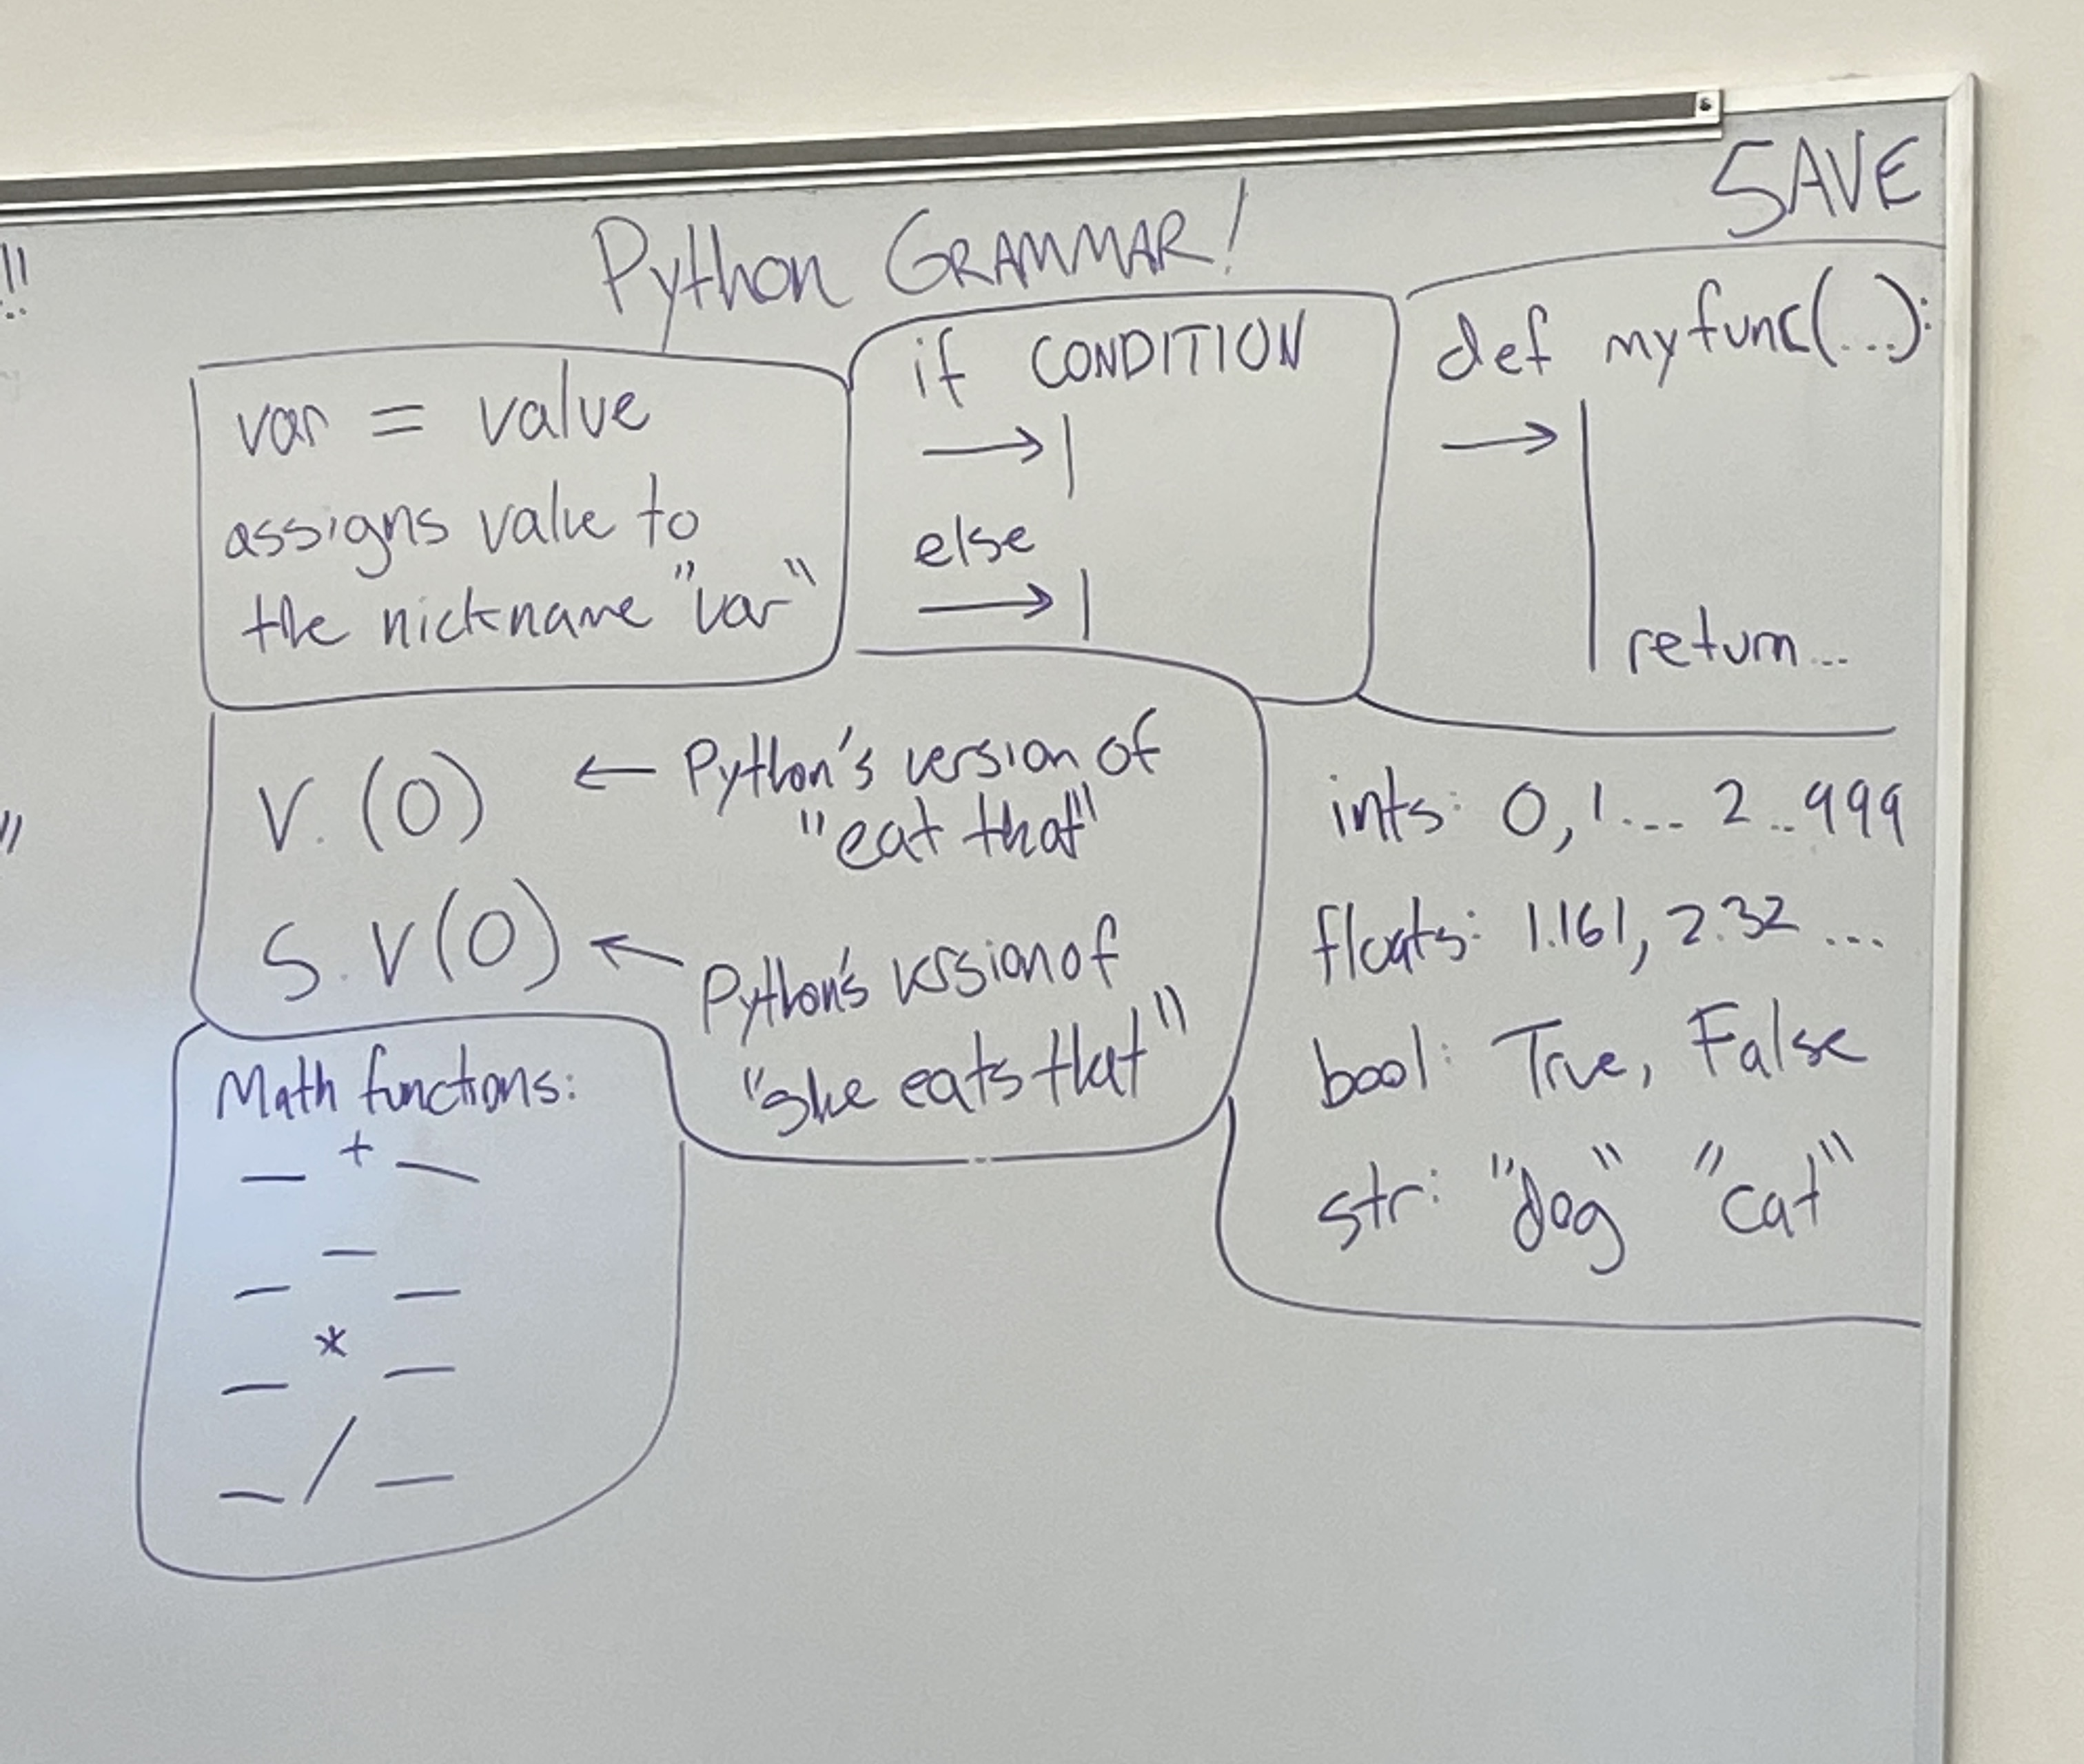 SAVE
Python GRAMMAR!
!!
var = value
assigns value to
the nickname "var"
if CONDITION
→|
else
→|
def myfunc(...):
→
return...
V.(O) ← Python's version of
"eat that"
S.V(O) ← Python's version of
"she eats that"
ints: 0,1.... 2..999
floats: 1.161, 2.32 ...
bool: True, False
str: "dog" "cat"
Math functions:
_ + _
_ - _
_ * _
_ / _
"